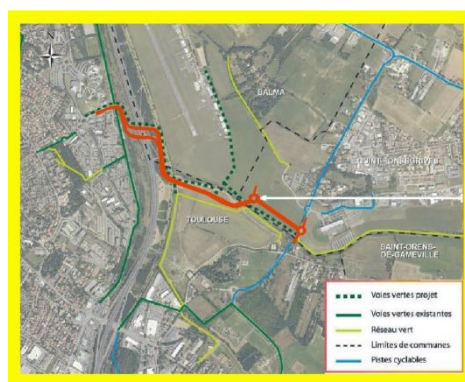 BALMA
QUINT-FONSEGRIVES
TOULOUSE
SAINT-ORENS-
DE-GAMEVILLE
Voies vertes projet
Voies vertes existantes
Réseau vert
Limites de communes
Pistes cyclables